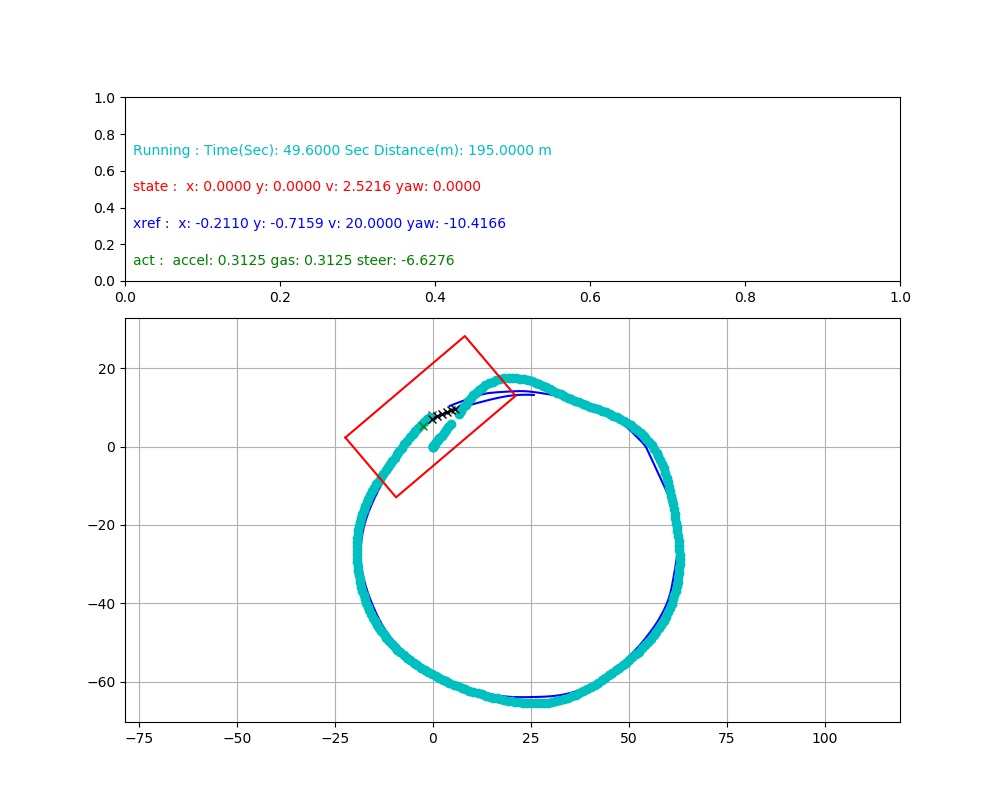 1.0
0.8
Running : Time(Sec): 49.6000 Sec Distance(m): 195.0000 m
0.6
state :  x: 0.0000 y: 0.0000 v: 2.5216 yaw: 0.0000
0.4
xref :  x: -0.2110 y: -0.7159 v: 20.0000 yaw: -10.4166
0.2
act :  accel: 0.3125 gas: 0.3125 steer: -6.6276
0.0
0.0 0.2 0.4 0.6 0.8 1.0
20
0
−20
−40
−60
−75 −50 −25 0 25 50 75 100